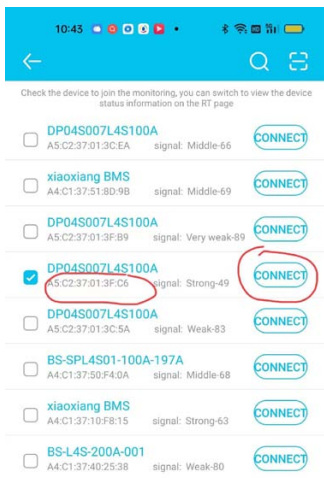 10:43
Check the device to join the monitoring, you can switch to view the device
status information on the RT page
DP04S007L4S100A
A5:C2:37:01:3C:EA signal: Middle-66 CONNECT
xiaoxiang BMS
A4:C1:37:51:8D:9B signal: Middle-69 CONNECT
DP04S007L4S100A
A5:C2:37:01:3F:B9 signal: Very weak-89 CONNECT
DP04S007L4S100A
A5:C2:37:01:3F:C6 signal: Strong-49 CONNECT
DP04S007L4S100A
A5:C2:37:01:3C:5A signal: Weak-83 CONNECT
BS-SPL4S01-100A-197A
A4:C1:37:50:F4:0A signal: Middle-68 CONNECT
xiaoxiang BMS
A4:C1:37:10:F8:15 signal: Strong-63 CONNECT
BS-L4S-200A-001
A4:C1:37:40:25:38 signal: Weak-80 CONNECT